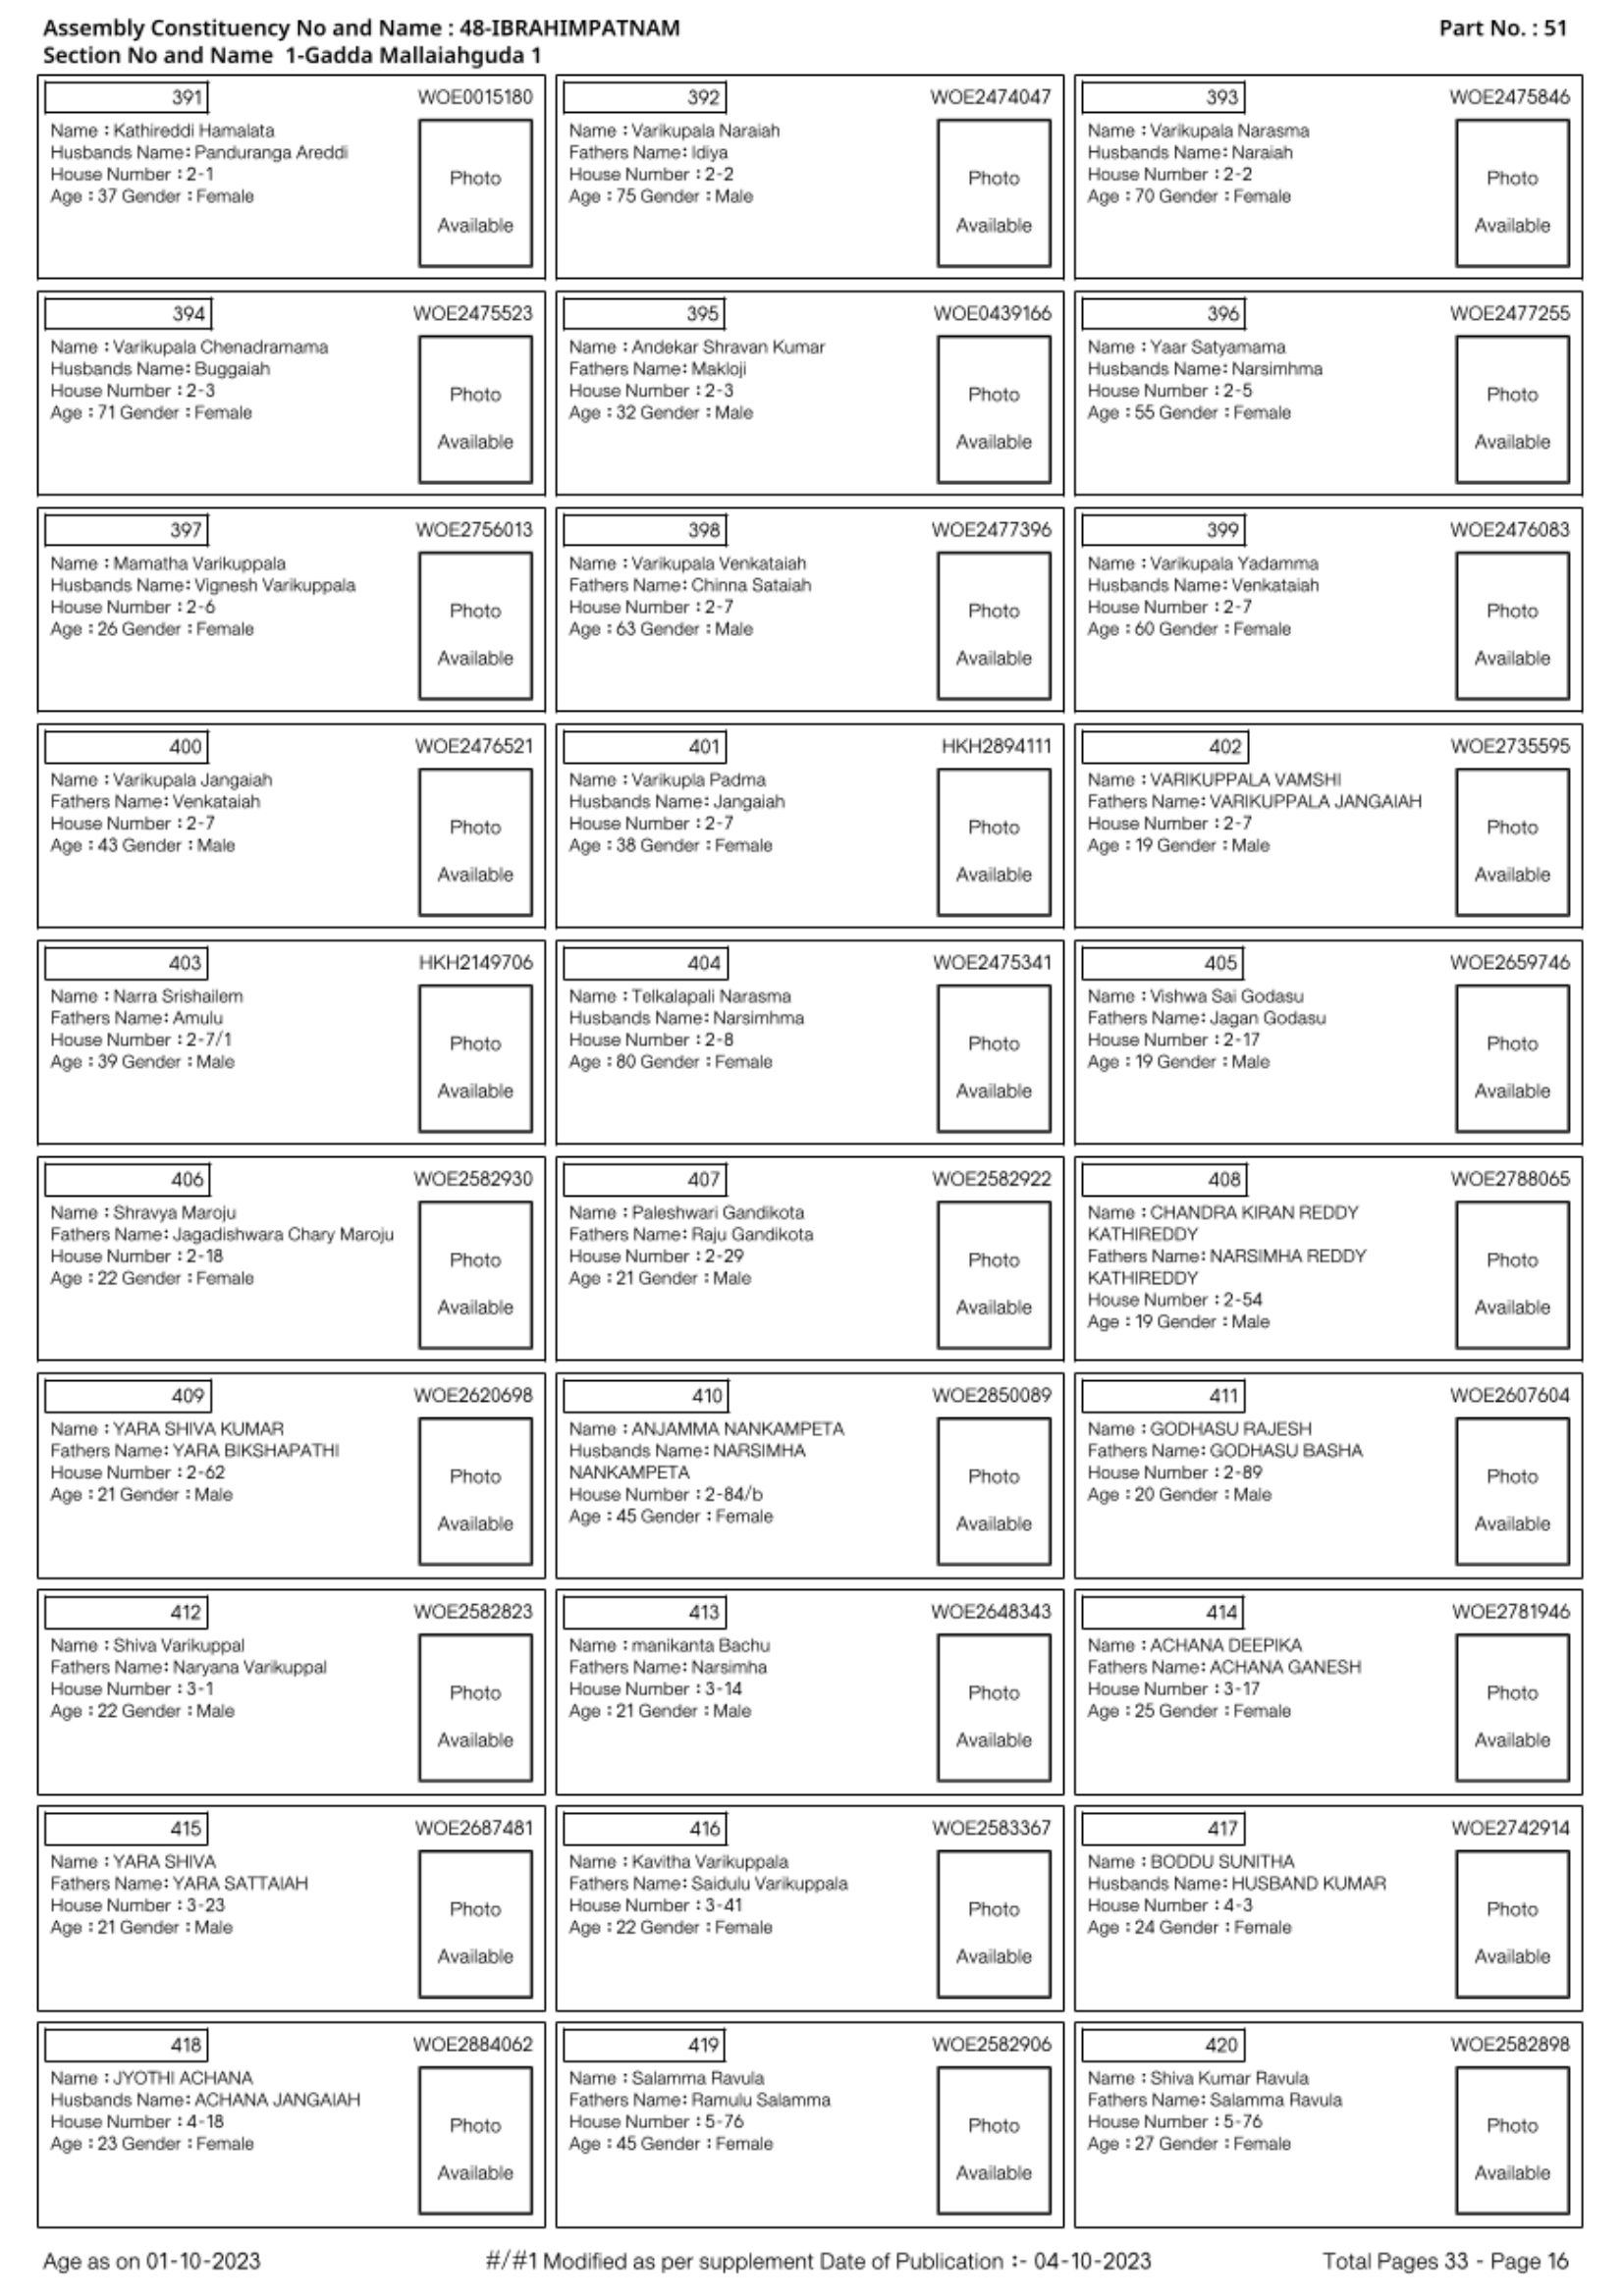 Assembly Constituency No and Name : 48-IBRAHIMPATNAM Part No. : 51
Section No and Name 1-Gadda Mallaiahguda 1
391 WOE0015180
Name : Kathireddi Hamalata
Husbands Name: Panduranga Areddi
House Number : 2-1
Age : 37 Gender : Female
Photo
Available
392 WOE2474047
Name : Varikupala Naraiah
Fathers Name: Idiya
House Number : 2-2
Age : 75 Gender : Male
Photo
Available
393 WOE2475846
Name : Varikupala Narasma
Husbands Name: Naraiah
House Number : 2-2
Age : 70 Gender : Female
Photo
Available
394 WOE2475523
Name : Varikupala Chenadramama
Husbands Name: Buggaiah
House Number : 2-3
Age : 71 Gender : Female
Photo
Available
395 WOE0439166
Name : Andekar Shravan Kumar
Fathers Name: Makloji
House Number : 2-3
Age : 32 Gender : Male
Photo
Available
396 WOE2477255
Name : Yaar Satyamama
Husbands Name: Narsimhma
House Number : 2-5
Age : 55 Gender : Female
Photo
Available
397 WOE2756013
Name : Mamatha Varikuppala
Husbands Name: Vignesh Varikuppala
House Number : 2-6
Age : 26 Gender : Female
Photo
Available
398 WOE2477396
Name : Varikupala Venkataiah
Fathers Name: Chinna Sataiah
House Number : 2-7
Age : 63 Gender : Male
Photo
Available
399 WOE2476083
Name : Varikupala Yadamma
Husbands Name: Venkataiah
House Number : 2-7
Age : 60 Gender : Female
Photo
Available
400 WOE2476521
Name : Varikupala Jangaiah
Fathers Name: Venkataiah
House Number : 2-7
Age : 43 Gender : Male
Photo
Available
401 HKH2894111
Name : Varikupla Padma
Husbands Name: Jangaiah
House Number : 2-7
Age : 38 Gender : Female
Photo
Available
402 WOE2735595
Name : VARIKUPPALA VAMSHI
Fathers Name: VARIKUPPALA JANGAIAH
House Number : 2-7
Age : 19 Gender : Male
Photo
Available
403 HKH2149706
Name : Narra Srishailem
Fathers Name: Amulu
House Number : 2-7/1
Age : 39 Gender : Male
Photo
Available
404 WOE2475341
Name : Telkalapali Narasma
Husbands Name: Narsimhma
House Number : 2-8
Age : 80 Gender : Female
Photo
Available
405 WOE2659746
Name : Vishwa Sai Godasu
Fathers Name: Jagan Godasu
House Number : 2-17
Age : 19 Gender : Male
Photo
Available
406 WOE2582930
Name : Shravya Maroju
Fathers Name: Jagadishwara Chary Maroju
House Number : 2-18
Age : 22 Gender : Female
Photo
Available
407 WOE2582922
Name : Paleshwari Gandikota
Fathers Name: Raju Gandikota
House Number : 2-29
Age : 21 Gender : Male
Photo
Available
408 WOE2788065
Name : CHANDRA KIRAN REDDY
KATHIREDDY
Fathers Name: NARSIMHA REDDY
KATHIREDDY
House Number : 2-54
Age : 19 Gender : Male
Photo
Available
409 WOE2620698
Name : YARA SHIVA KUMAR
Fathers Name: YARA BIKSHAPATHI
House Number : 2-62
Age : 21 Gender : Male
Photo
Available
410 WOE2850089
Name : ANJAMMA NANKAMPETA
Husbands Name: NARSIMHA
NANKAMPETA
House Number : 2-84/b
Age : 45 Gender : Female
Photo
Available
411 WOE2607604
Name : GODHASU RAJESH
Fathers Name: GODHASU BASHA
House Number : 2-89
Age : 20 Gender : Male
Photo
Available
412 WOE2582823
Name : Shiva Varikuppal
Fathers Name: Naryana Varikuppal
House Number : 3-1
Age : 22 Gender : Male
Photo
Available
413 WOE2648343
Name : manikanta Bachu
Fathers Name: Narsimha
House Number : 3-14
Age : 21 Gender : Male
Photo
Available
414 WOE2781946
Name : ACHANA DEEPIKA
Fathers Name: ACHANA GANESH
House Number : 3-17
Age : 25 Gender : Female
Photo
Available
415 WOE2687481
Name : YARA SHIVA
Fathers Name: YARA SATTAIAH
House Number : 3-23
Age : 21 Gender : Male
Photo
Available
416 WOE2583367
Name : Kavitha Varikuppala
Fathers Name: Saidulu Varikuppala
House Number : 3-41
Age : 22 Gender : Female
Photo
Available
417 WOE2742914
Name : BODDU SUNITHA
Husbands Name: HUSBAND KUMAR
House Number : 4-3
Age : 24 Gender : Female
Photo
Available
418 WOE2884062
Name : JYOTHI ACHANA
Husbands Name: ACHANA JANGAIAH
House Number : 4-18
Age : 23 Gender : Female
Photo
Available
419 WOE2582906
Name : Salamma Ravula
Fathers Name: Ramulu Salamma
House Number : 5-76
Age : 45 Gender : Female
Photo
Available
420 WOE2582898
Name : Shiva Kumar Ravula
Fathers Name: Salamma Ravula
House Number : 5-76
Age : 27 Gender : Female
Photo
Available
Age as on 01-10-2023 #/#1 Modified as per supplement Date of Publication :- 04-10-2023 Total Pages 33 - Page 16